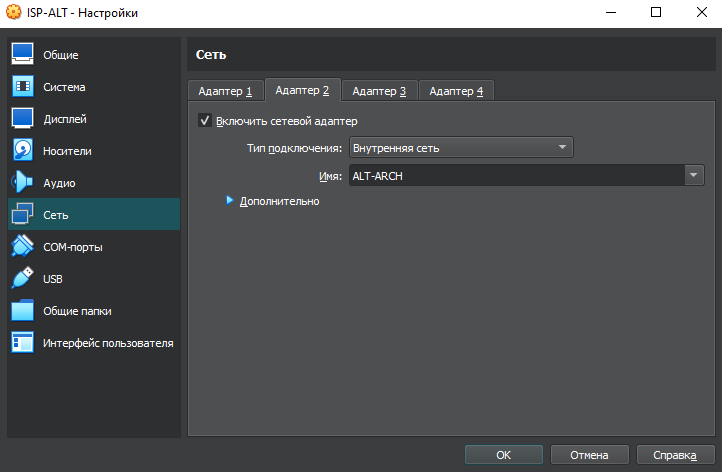 ISP-ALT - Настройки
Общие
Система
Дисплей
Носители
Аудио
Сеть
COM-порты
USB
Общие папки
Интерфейс пользователя
Сеть
Адаптер 1 Адаптер 2 Адаптер 3 Адаптер 4
Включить сетевой адаптер
Тип подключения: Внутренняя сеть
Имя: ALT-ARCH
Дополнительно
OK Отмена Справка